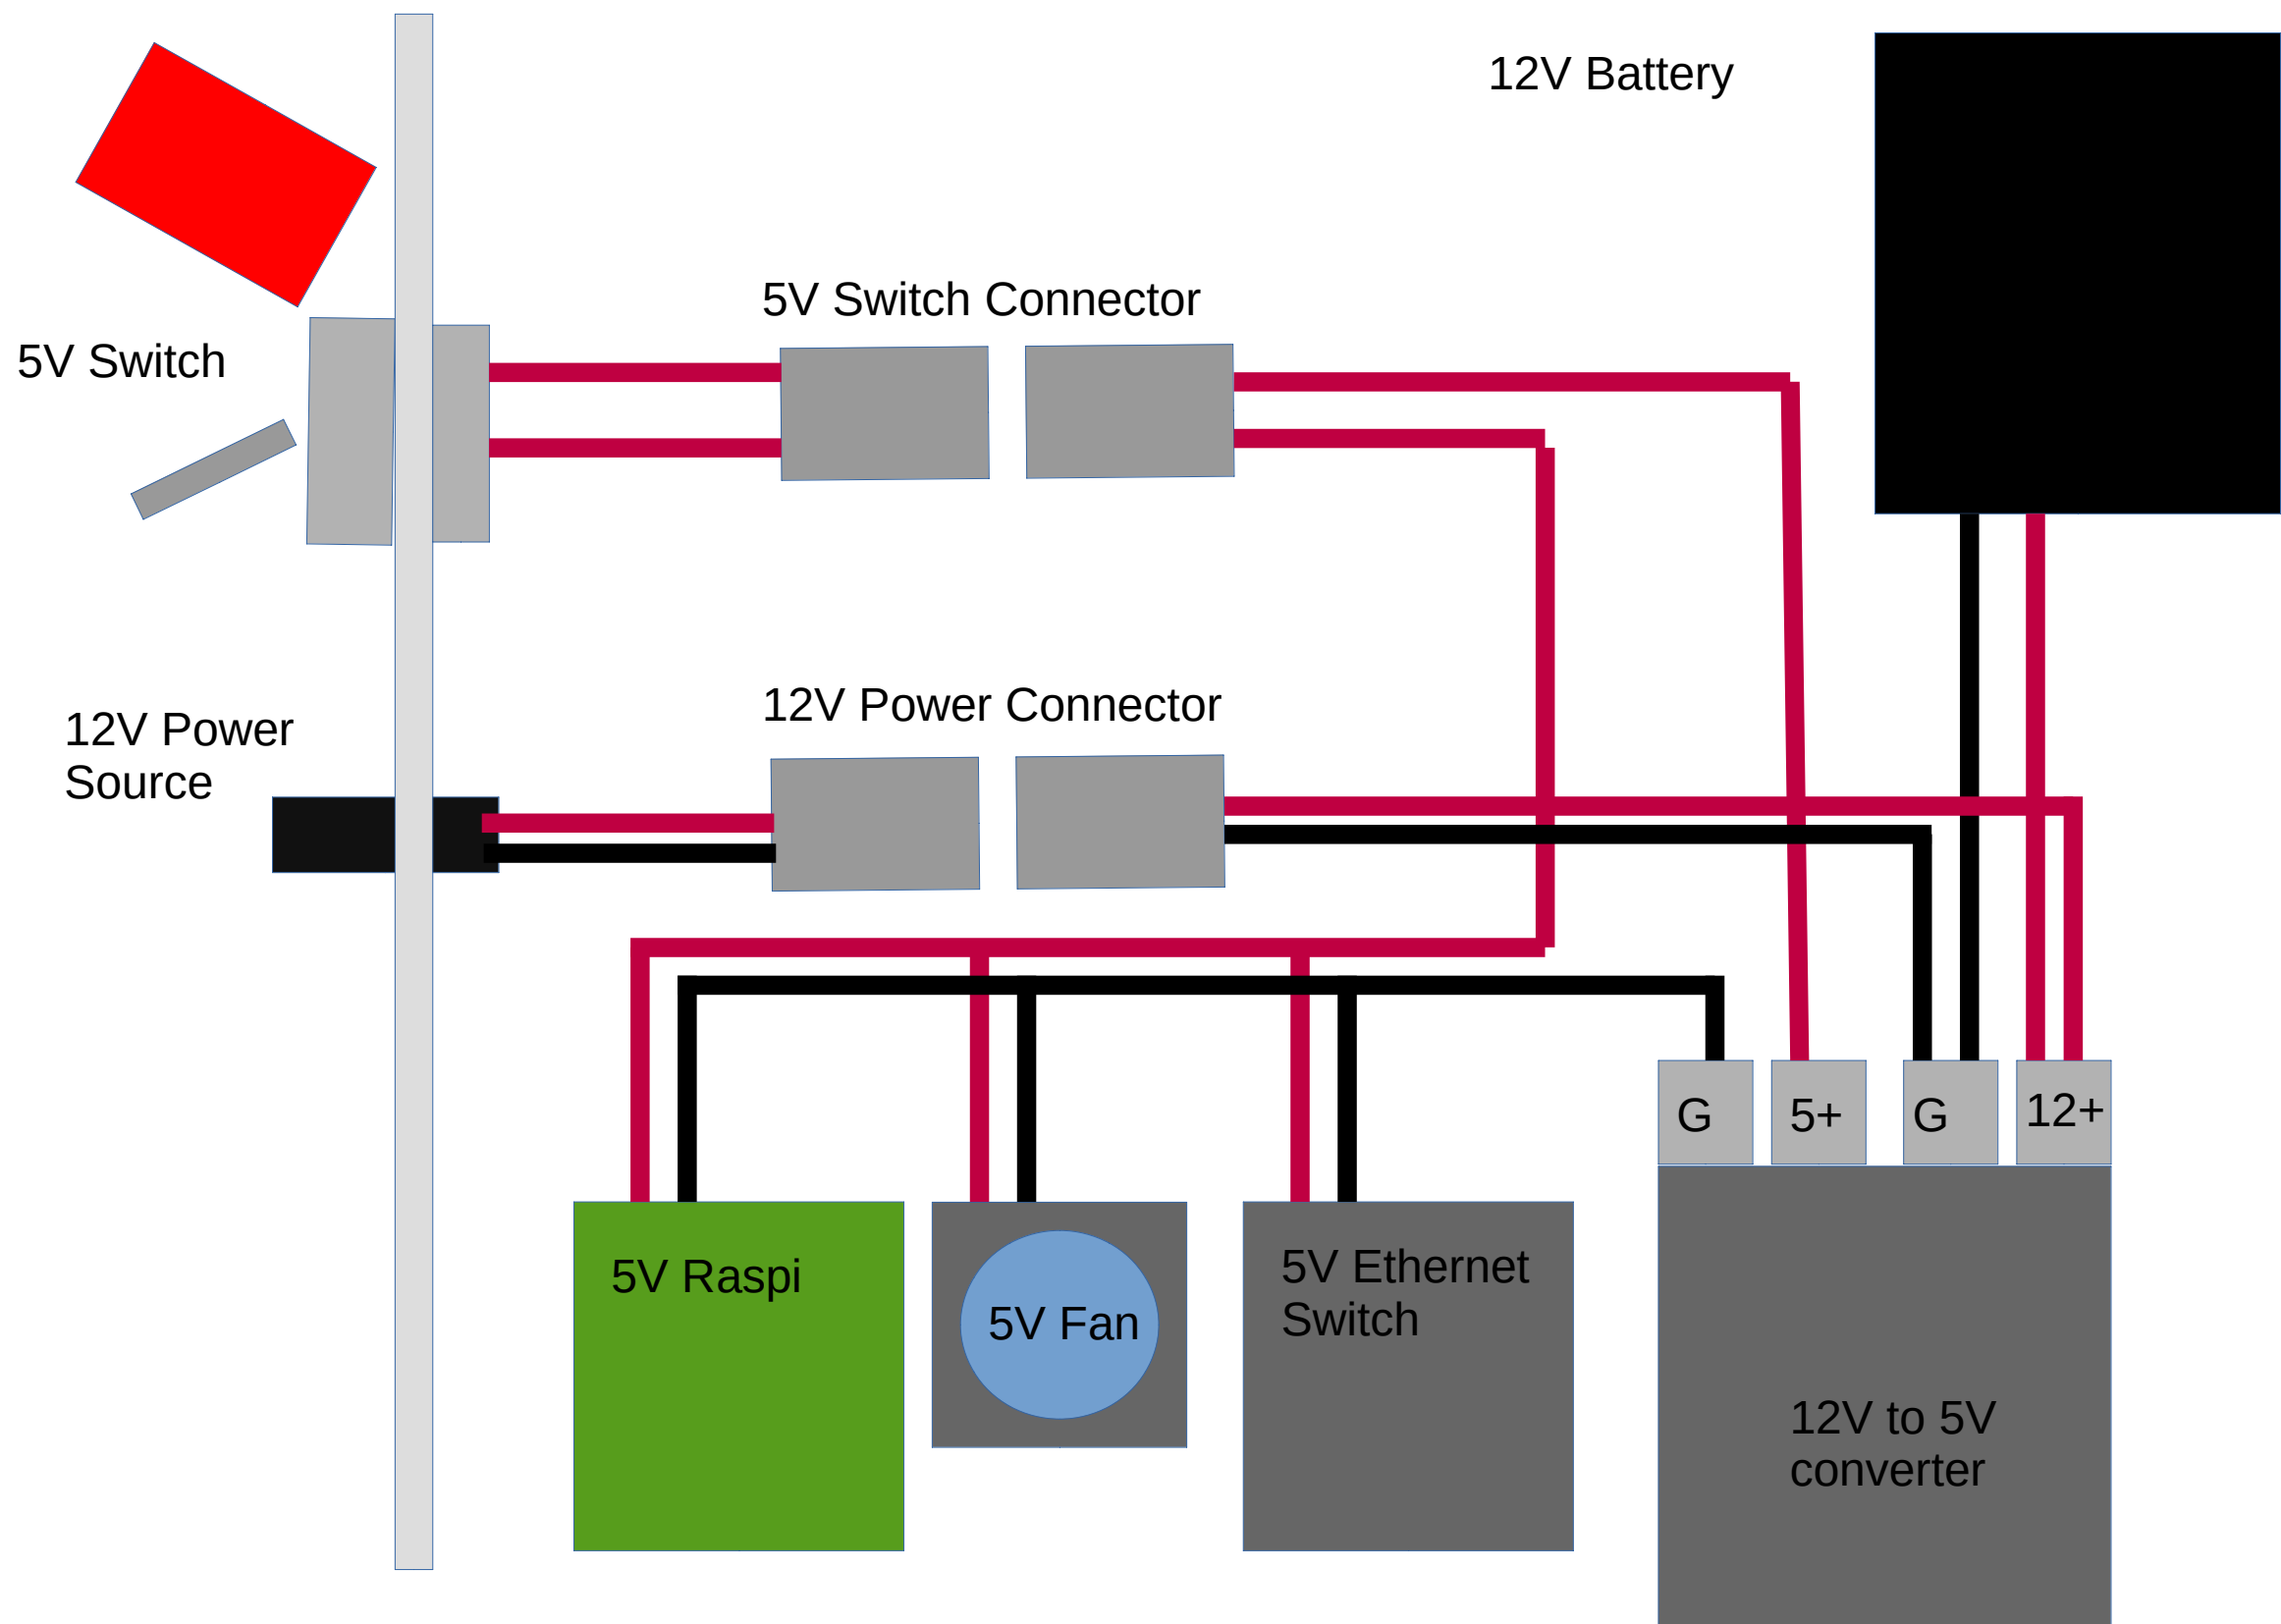 12V Battery
5V Switch Connector
5V Switch
12V Power Connector
12V Power
Source
G
5+
G
12+
5V Raspi
5V Fan
5V Ethernet
Switch
12V to 5V
converter